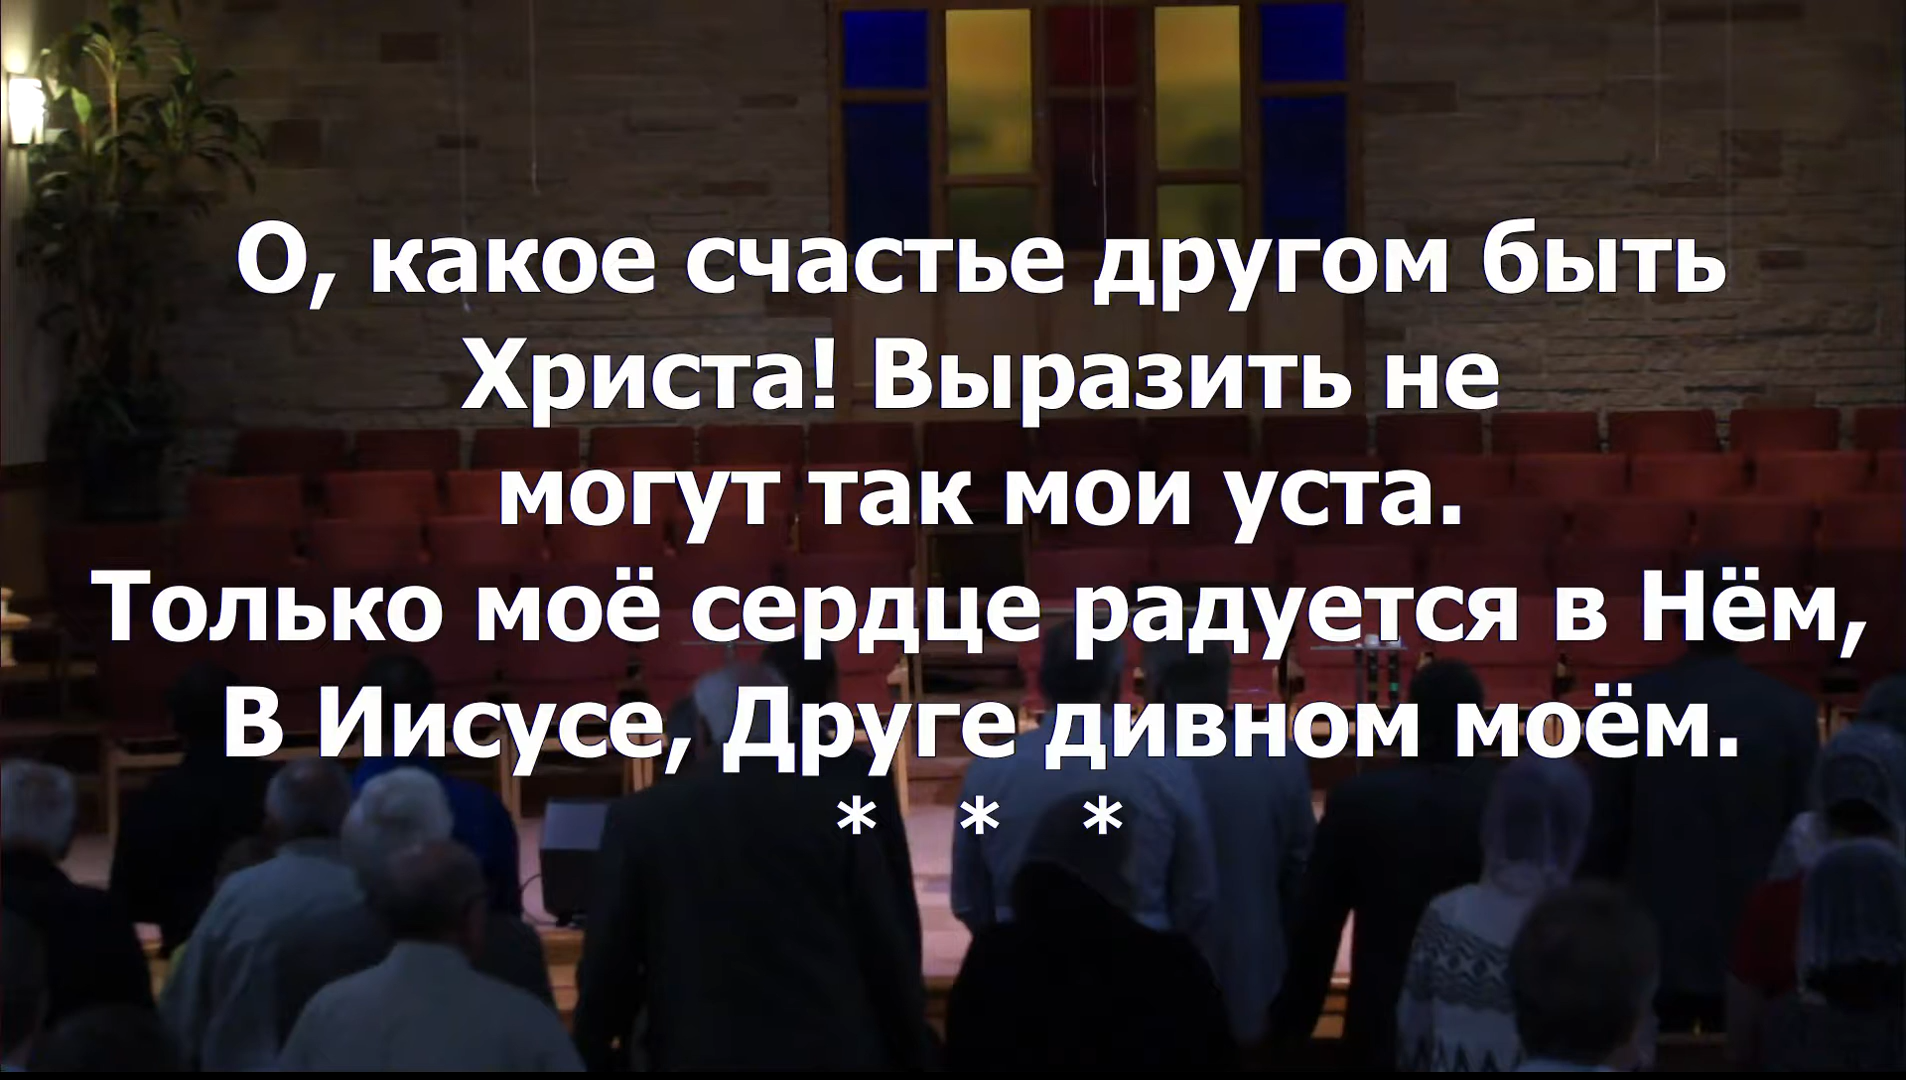 О, какое счастье другом быть
Христа! Выразить не
могут так мои уста.
Только моё сердце радуется в Нём,
В Иисусе, Друге дивном моём.
* * *